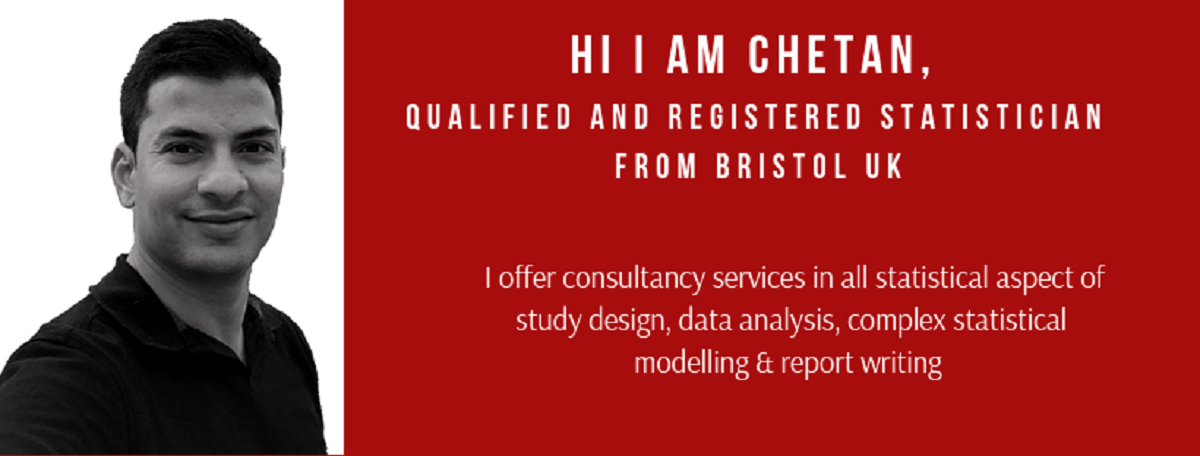 HI I AM CHETAN,
QUALIFIED AND REGISTERED STATISTICIAN
FROM BRISTOL UK
I offer consultancy services in all statistical aspect of
study design, data analysis, complex statistical
modelling & report writing